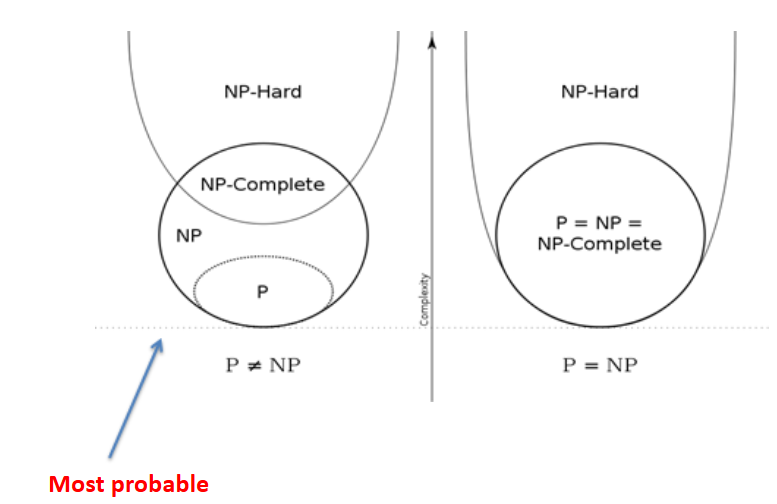 NP-Hard
NP-Complete
NP
P
P ≠ NP
Complexity
NP-Hard
P = NP =
NP-Complete
P = NP
Most probable